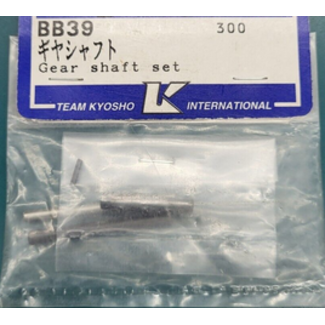 BB39 300
ギヤシャフト
Gear shaft set
TEAM KYOSHO K INTERNATIONAL